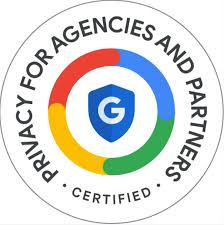 PRIVACY FOR AGENCIES AND PARTNERS
G
· CERTIFIED ·